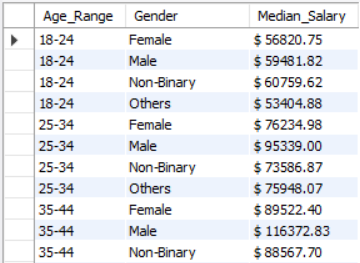 Age_Range Gender Median_Salary
18-24 Female $ 56820.75
18-24 Male $ 59481.82
18-24 Non-Binary $ 60759.62
18-24 Others $ 53404.88
25-34 Female $ 76234.98
25-34 Male $ 95339.00
25-34 Non-Binary $ 73586.87
25-34 Others $ 75948.07
35-44 Female $ 89522.40
35-44 Male $ 116372.83
35-44 Non-Binary $ 88567.70